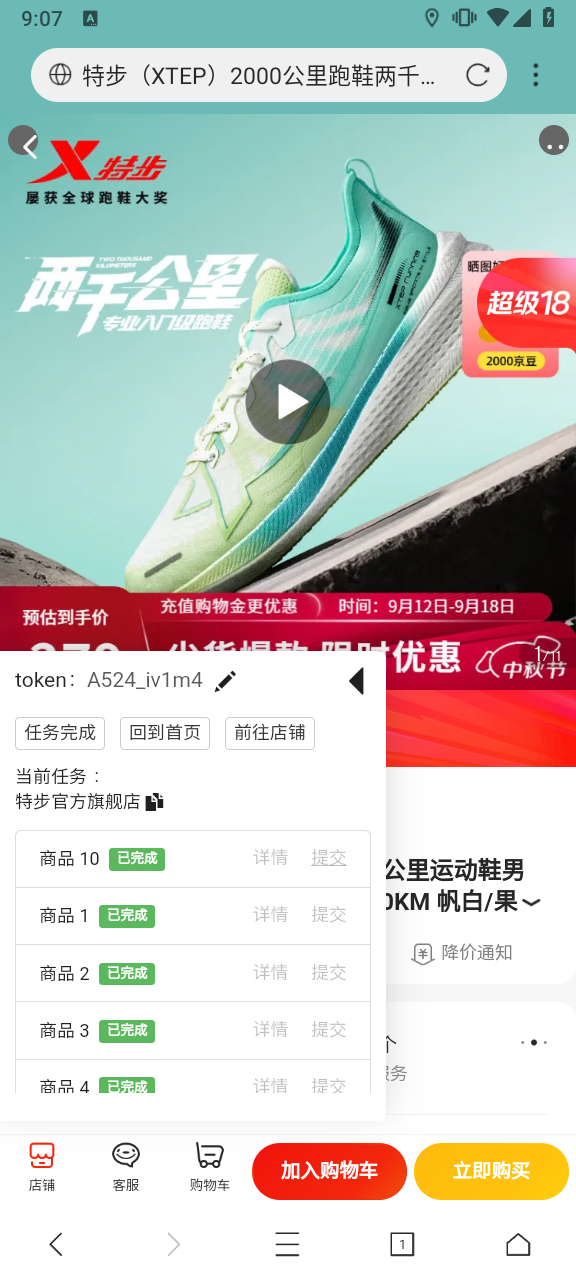 9:07
A
特步（XTEP）2000公里跑鞋两千…
特步
屡获全球跑鞋大奖
TWO THOUSAND
KILOMETERS
两千公里
专业入门级跑鞋
超级18
2000京豆
预估到手价
充值购物金更优惠
时间：9月12日-9月18日
限时优惠
中秋节
1/11
token： A524_iv1m4
任务完成
回到首页
前往店铺
当前任务：
特步官方旗舰店
商品 10 已完成 详情 提交
商品 1 已完成 详情 提交
商品 2 已完成 详情 提交
商品 3 已完成 详情 提交
商品 4 已完成 详情 提交
公里运动鞋男
0KM 帆白/果
降价通知
个
服务
店铺
客服
购物车
加入购物车
立即购买
1